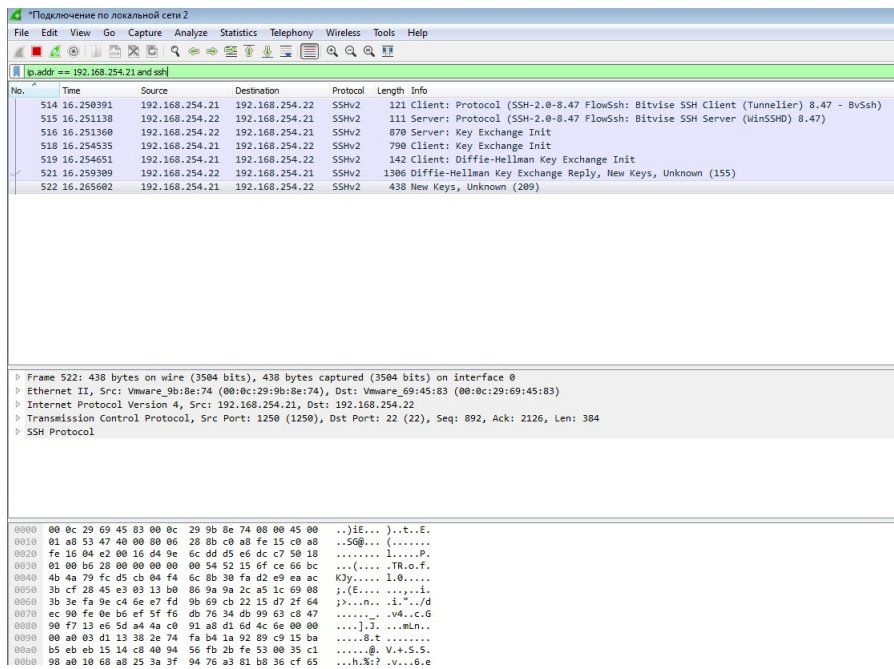 *Подключение по локальной сети 2
File Edit View Go Capture Analyze Statistics Telephony Wireless Tools Help
ip.addr == 192.168.254.21 and ssh
No. Time Source Destination Protocol Length Info
514 16.250391 192.168.254.21 192.168.254.22 SSHv2 121 Client: Protocol (SSH-2.0-8.47 FlowSsh: Bitvise SSH Client (Tunnelier) 8.47 - BvSsh)
515 16.251138 192.168.254.22 192.168.254.21 SSHv2 111 Server: Protocol (SSH-2.0-8.47 FlowSsh: Bitvise SSH Server (WinSSHD) 8.47)
516 16.251360 192.168.254.22 192.168.254.21 SSHv2 870 Server: Key Exchange Init
518 16.254535 192.168.254.21 192.168.254.22 SSHv2 790 Client: Key Exchange Init
519 16.254651 192.168.254.21 192.168.254.22 SSHv2 142 Client: Diffie-Hellman Key Exchange Init
521 16.259309 192.168.254.22 192.168.254.21 SSHv2 1306 Diffie-Hellman Key Exchange Reply, New Keys, Unknown (155)
522 16.265602 192.168.254.21 192.168.254.22 SSHv2 438 New Keys, Unknown (209)
Frame 522: 438 bytes on wire (3504 bits), 438 bytes captured (3504 bits) on interface 0
Ethernet II, Src: Vmware_9b:8e:74 (00:0c:29:9b:8e:74), Dst: Vmware_69:45:83 (00:0c:29:69:45:83)
Internet Protocol Version 4, Src: 192.168.254.21, Dst: 192.168.254.22
Transmission Control Protocol, Src Port: 1250 (1250), Dst Port: 22 (22), Seq: 892, Ack: 2126, Len: 384
SSH Protocol
0000 00 0c 29 69 45 83 00 0c 29 9b 8e 74 08 00 45 00 ..)iE... )..t..E.
0010 01 a8 53 47 40 00 80 06 28 8b c0 a8 fe 15 c0 a8 ..SG@... (.......
0020 fe 16 04 e2 00 16 d4 9e 6c dd d5 e6 dc c7 50 18 ........ l.....P.
0030 01 00 b6 28 00 00 00 00 00 54 52 15 6f ce 66 bc ...(.... .TR.o.f.
0040 4b 4a 79 fc d5 cb 04 f4 6c 8b 30 fa d2 e9 ea ac KJy..... l.0.....
0050 3b cf 28 45 e3 03 13 b0 86 9a 9a 2c a5 1c 69 08 ;.(E.... ...,..i.
0060 3b 3e fa 9e c4 6e e7 fd 9b 69 cb 22 15 d7 2f 64 ;>...n.. .i."../d
0070 ec 90 fe 0e b6 ef 5f f6 db 76 34 db 99 63 c8 47 ......_. .v4..c.G
0080 90 f7 13 e6 5d a4 4a c0 91 a8 d1 6d 4c 6e 00 00 ....].J. ...mLn..
0090 00 a0 03 d1 13 38 2e 74 fa b4 1a 92 89 c9 15 ba .....8.t ........
00a0 b5 eb eb 15 14 c8 40 94 56 fb 2b fe 53 00 35 c1 ......@. V.+.S.5.
00b0 98 a0 10 68 a8 25 3a 3f 94 76 a3 81 b8 36 cf 65 ...h.%:? .v...6.e